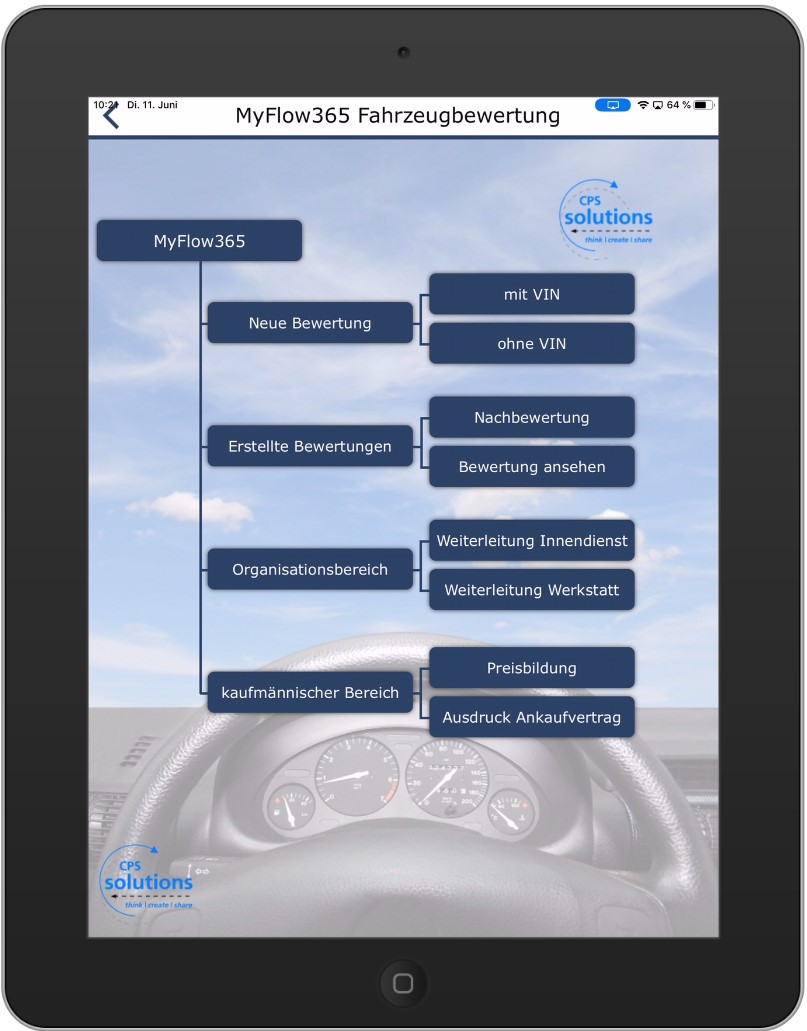 10:21 Di. 11. Juni
64 %
MyFlow365 Fahrzeugbewertung
CPS
solutions
think | create | share
MyFlow365
Neue Bewertung
mit VIN
ohne VIN
Erstellte Bewertungen
Nachbewertung
Bewertung ansehen
Organisationsbereich
Weiterleitung Innendienst
Weiterleitung Werkstatt
kaufmännischer Bereich
Preisbildung
Ausdruck Ankaufvertrag
CPS
solutions
think | create | share